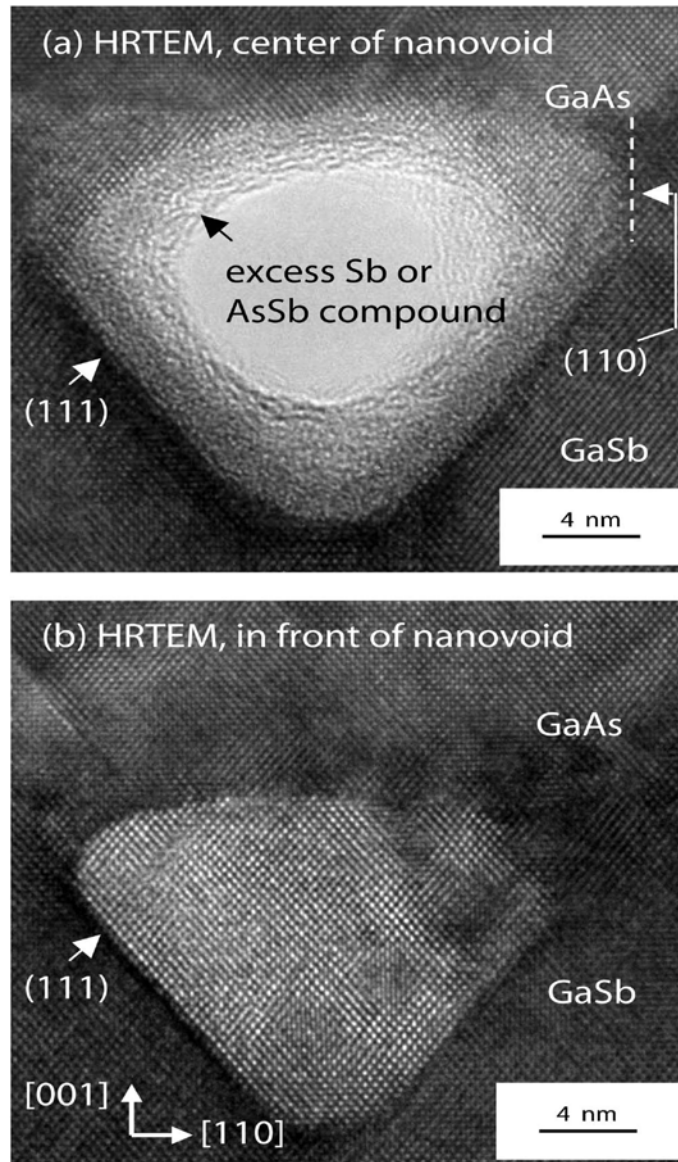 (a) HRTEM, center of nanovoid
GaAs
excess Sb or
AsSb compound
(111)
(110)
GaSb
4 nm
(b) HRTEM, in front of nanovoid
GaAs
(111)
GaSb
[001]
[110]
4 nm